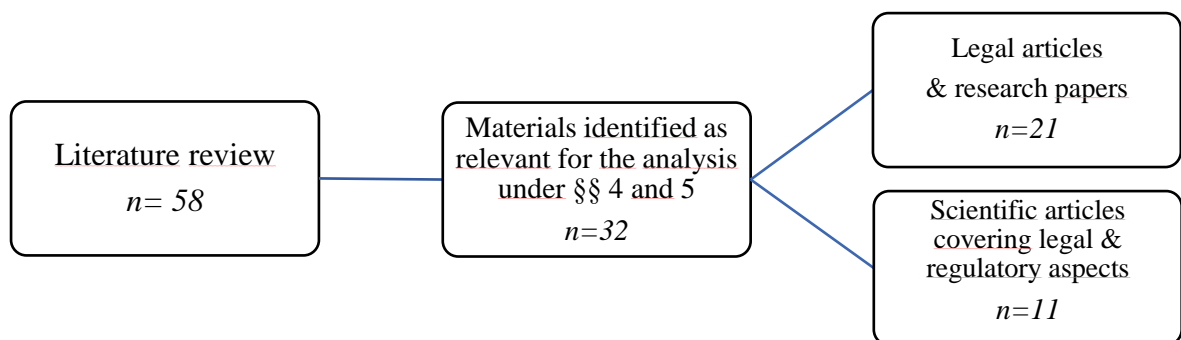 Literature review
n= 58
Materials identified as
relevant for the analysis
under §§ 4 and 5
n=32
Legal articles
& research papers
n=21
Scientific articles
covering legal &
regulatory aspects
n=11